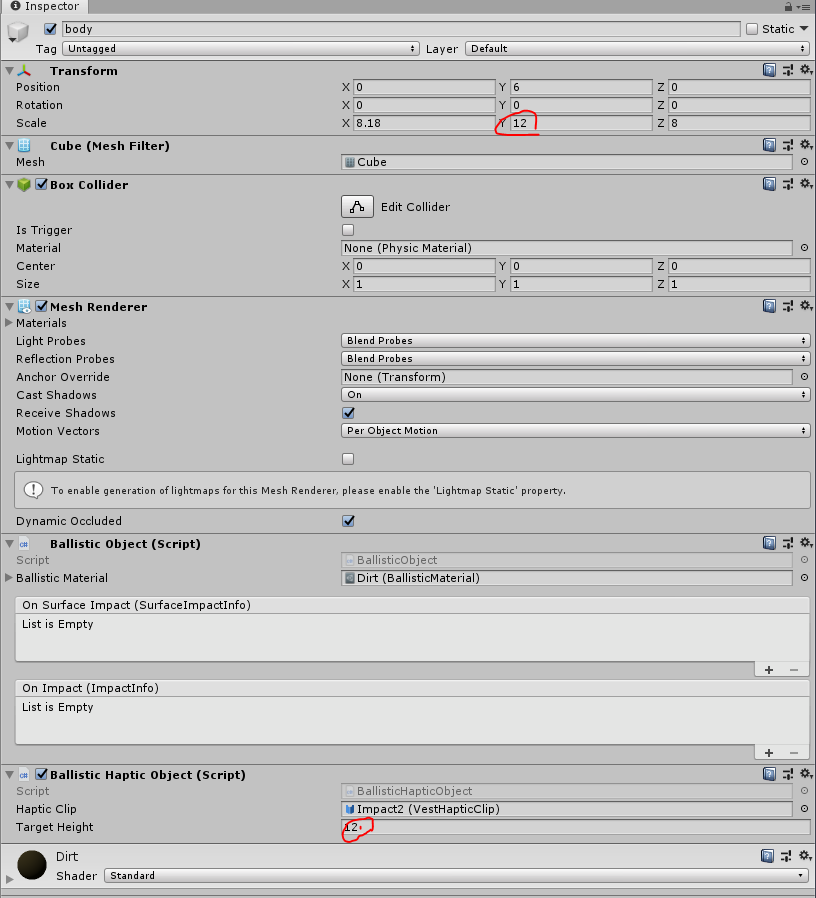 Inspector
body Static
Tag Untagged Layer Default
Transform
Position X 0 Y 6 Z 0
Rotation X 0 Y 0 Z 0
Scale X 8.18 Y 12 Z 8
Cube (Mesh Filter)
Mesh Cube
Box Collider
Edit Collider
Is Trigger
Material None (Physic Material)
Center X 0 Y 0 Z 0
Size X 1 Y 1 Z 1
Mesh Renderer
Materials
Light Probes Blend Probes
Reflection Probes Blend Probes
Anchor Override None (Transform)
Cast Shadows On
Receive Shadows
Motion Vectors Per Object Motion
Lightmap Static
To enable generation of lightmaps for this Mesh Renderer, please enable the 'Lightmap Static' property.
Dynamic Occluded
Ballistic Object (Script)
Script BallisticObject
Ballistic Material Dirt (BallisticMaterial)
On Surface Impact (SurfaceImpactInfo)
List is Empty
On Impact (ImpactInfo)
List is Empty
Ballistic Haptic Object (Script)
Script BallisticHapticObject
Haptic Clip Impact2 (VestHapticClip)
Target Height 12
Dirt
Shader Standard